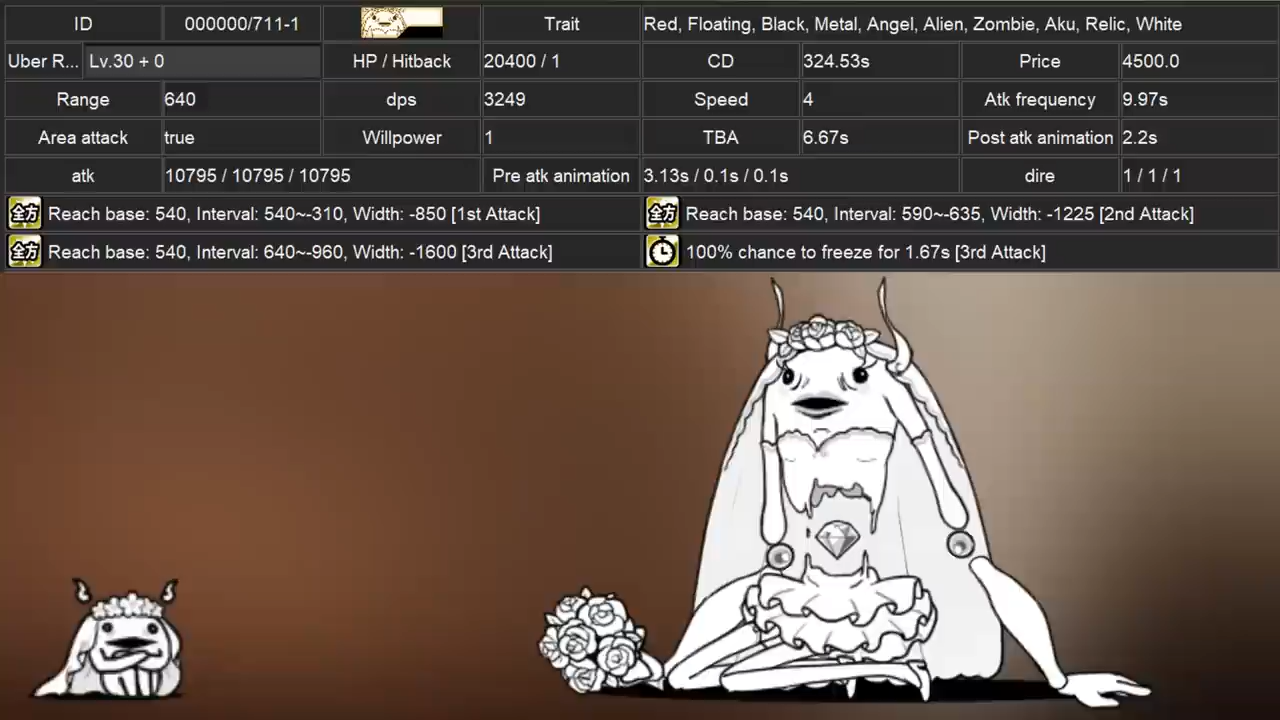 ID 000000/711-1 Trait Red, Floating, Black, Metal, Angel, Alien, Zombie, Aku, Relic, White
Uber R... Lv.30 + 0 HP / Hitback 20400 / 1 CD 324.53s Price 4500.0
Range 640 dps 3249 Speed 4 Atk frequency 9.97s
Area attack true Willpower 1 TBA 6.67s Post atk animation 2.2s
atk 10795 / 10795 / 10795 Pre atk animation 3.13s / 0.1s / 0.1s dire 1 / 1 / 1
全方 Reach base: 540, Interval: 540~-310, Width: -850 [1st Attack] 全方 Reach base: 540, Interval: 590~-635, Width: -1225 [2nd Attack]
全方 Reach base: 540, Interval: 640~-960, Width: -1600 [3rd Attack] 100% chance to freeze for 1.67s [3rd Attack]